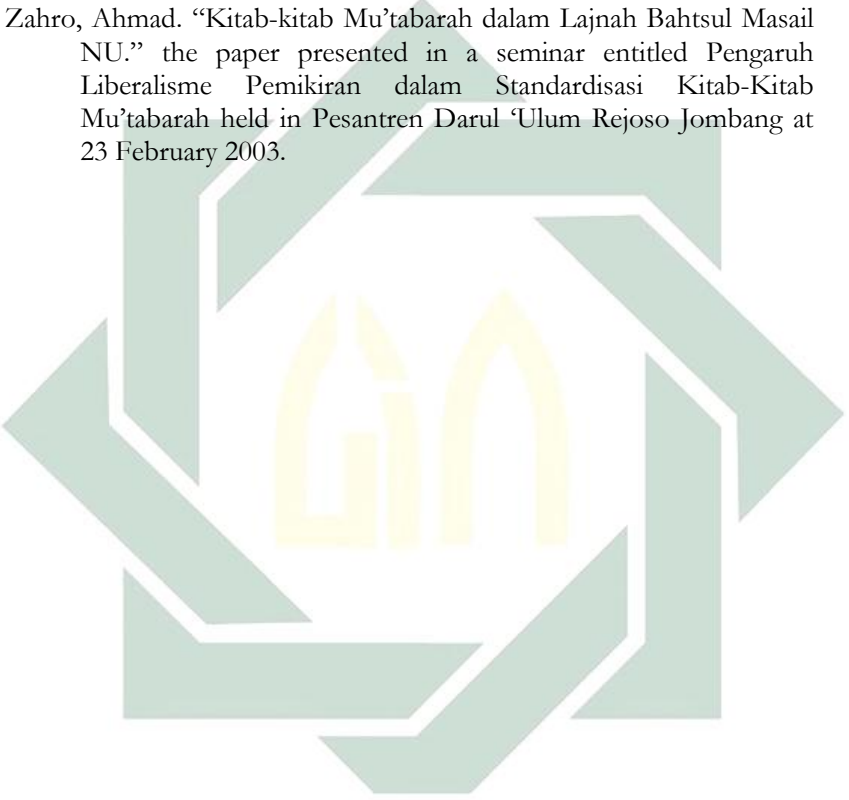 Zahro, Ahmad. “Kitab-kitab Mu’tabarah dalam Lajnah Bahtsul Masail
NU.” the paper presented in a seminar entitled Pengaruh
Liberalisme Pemikiran dalam Standardisasi Kitab-Kitab
Mu’tabarah held in Pesantren Darul ‘Ulum Rejoso Jombang at
23 February 2003.